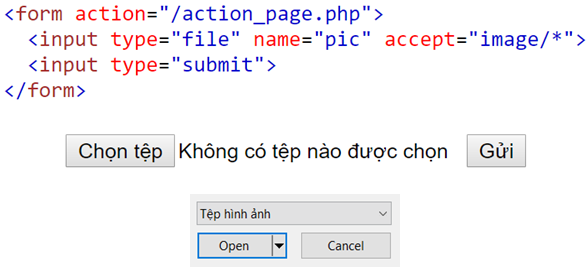 <form action="/action_page.php">
  <input type="file" name="pic" accept="image/*">
  <input type="submit">
</form>
Chọn tệp Không có tệp nào được chọn Gửi
Tệp hình ảnh
Open Cancel